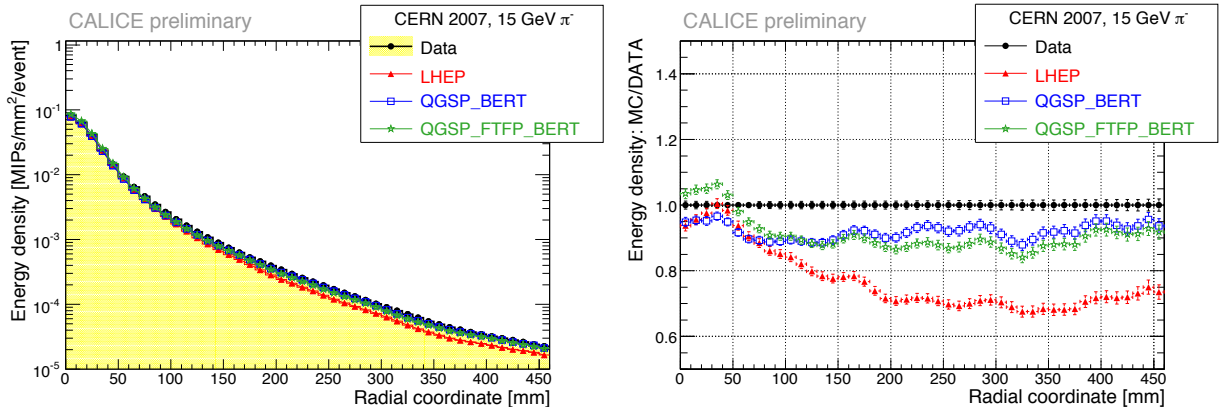 CALICE preliminary
CERN 2007, 15 GeV π-
Data
LHEP
QGSP_BERT
QGSP_FTFP_BERT
Energy density [MIPs/mm²/event]
1
10-1
10-2
10-3
10-4
10-5
0 50 100 150 200 250 300 350 400 450
Radial coordinate [mm]
CALICE preliminary
CERN 2007, 15 GeV π-
Data
LHEP
QGSP_BERT
QGSP_FTFP_BERT
Energy density: MC/DATA
1.4
1.2
1.0
0.8
0.6
0 50 100 150 200 250 300 350 400 450
Radial coordinate [mm]